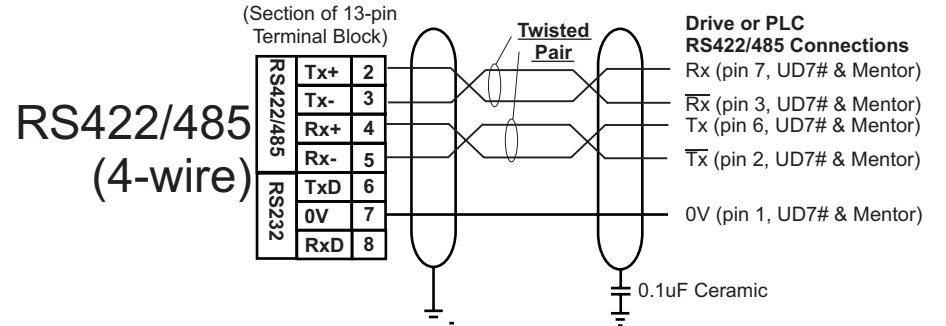 (Section of 13-pin
Terminal Block)
Twisted
Pair
Drive or PLC
RS422/485 Connections
RS422/485
(4-wire)
RS422/485
Tx+ 2
Tx- 3
Rx+ 4
Rx- 5
RS232
TxD 6
0V 7
RxD 8
Rx (pin 7, UD7# & Mentor)
R̅x̅ (pin 3, UD7# & Mentor)
Tx (pin 6, UD7# & Mentor)
T̅x̅ (pin 2, UD7# & Mentor)
0V (pin 1, UD7# & Mentor)
0.1uF Ceramic